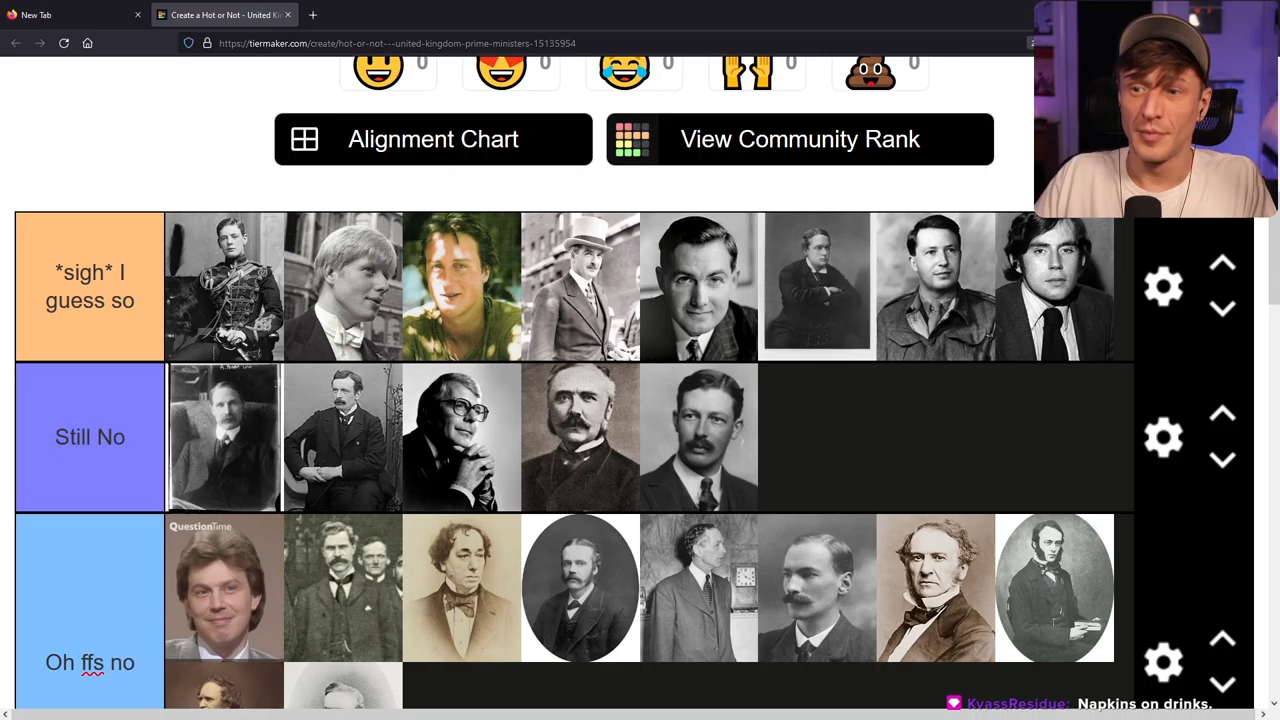 New Tab
Create a Hot or Not - United Ki
https://tiermaker.com/create/hot-or-not---united-kingdom-prime-ministers-15135954
0 0 0 0 0
Alignment Chart
View Community Rank
*sigh* I
guess so
Still No
QuestionTime
Oh ffs no
KvassResidue: Napkins on drinks.